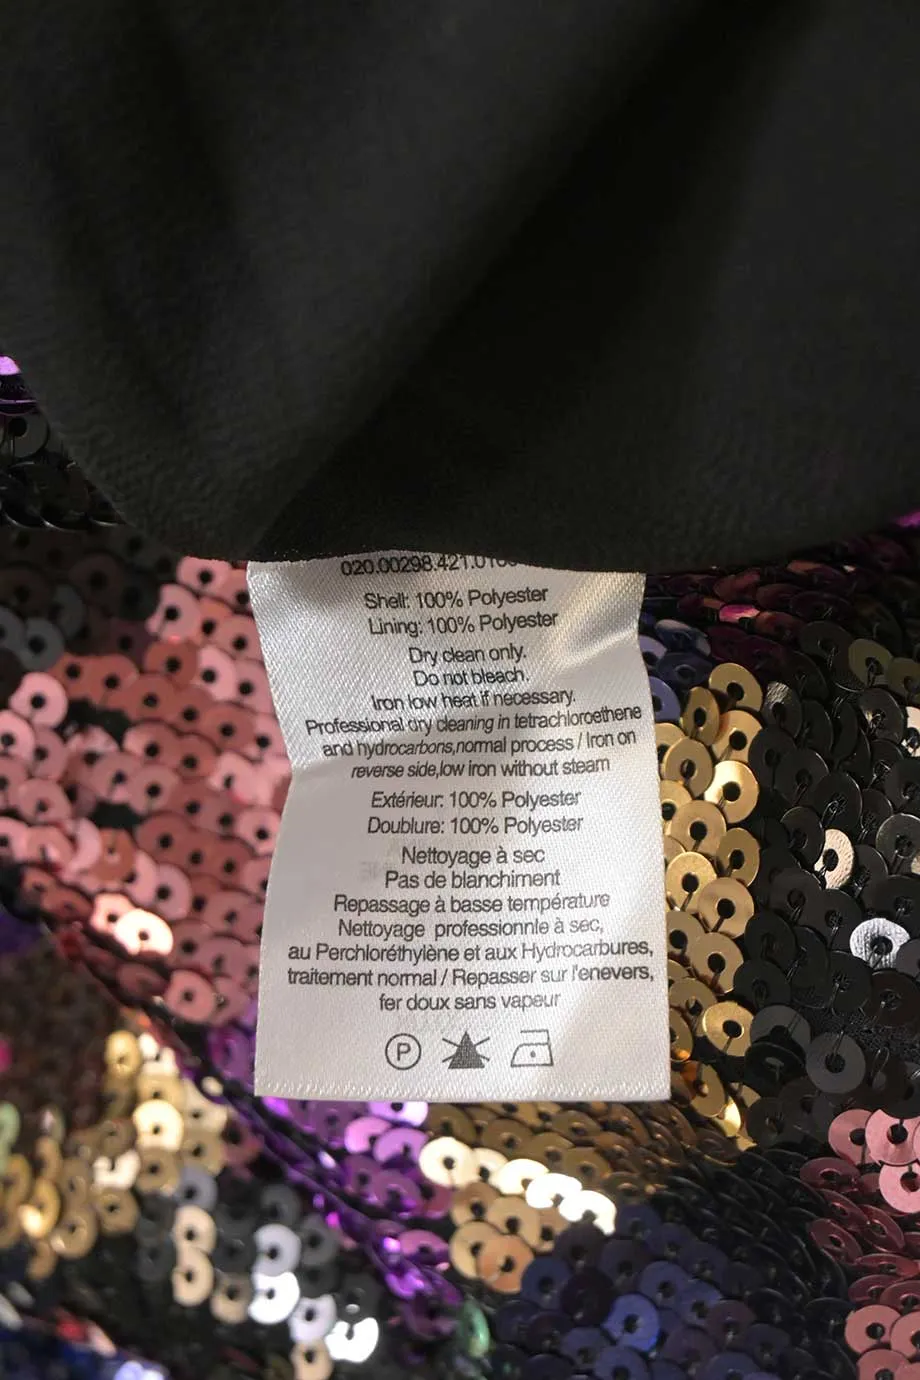 Shell: 100% Polyester
Lining: 100% Polyester
Dry clean only.
Do not bleach.
Iron low heat if necessary.
Professional dry cleaning in tetrachloroethene
and hydrocarbons,normal process / Iron on
reverse side,low iron without steam
Extérieur: 100% Polyester
Doublure: 100% Polyester
Nettoyage à sec
Pas de blanchiment
Repassage à basse température
Nettoyage professionnle à sec,
au Perchloréthylène et aux Hydrocarbures,
traitement normal / Repasser sur l'enevers,
fer doux sans vapeur
P